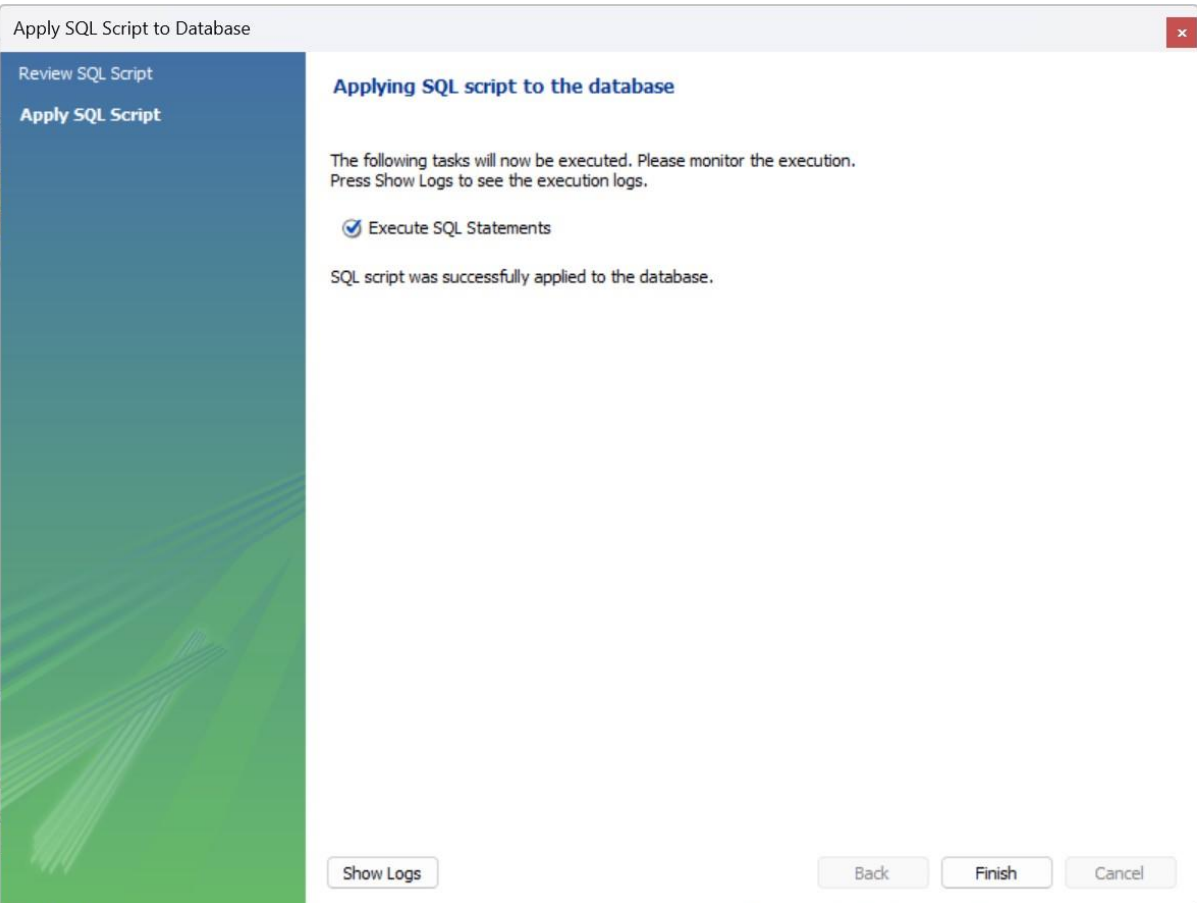 Apply SQL Script to Database
Review SQL Script
Apply SQL Script
Applying SQL script to the database
The following tasks will now be executed. Please monitor the execution.
Press Show Logs to see the execution logs.
Execute SQL Statements
SQL script was successfully applied to the database.
Show Logs
Back
Finish
Cancel